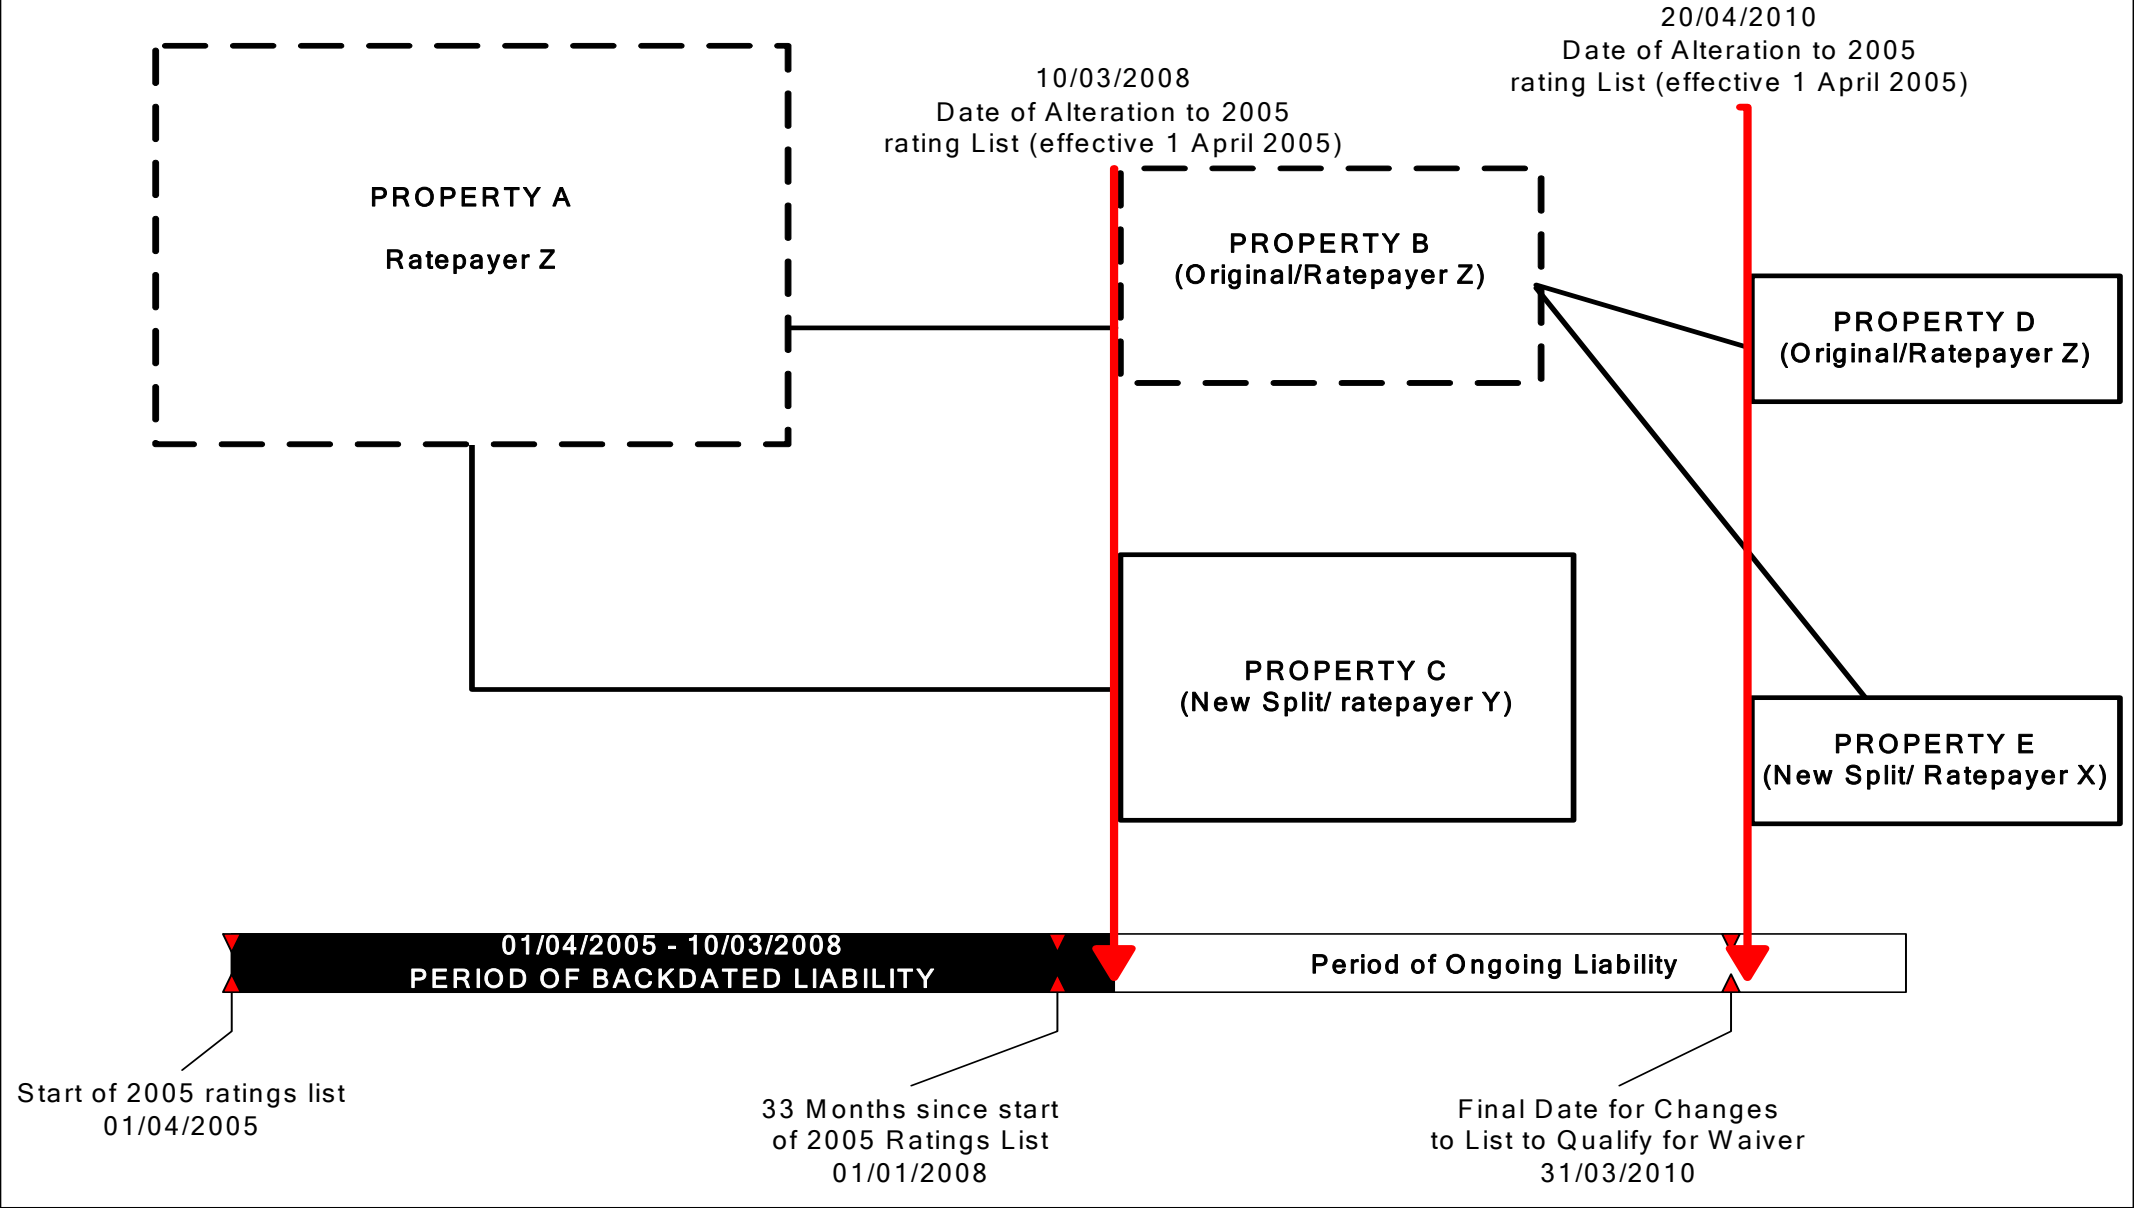 20/04/2010
Date of Alteration to 2005
rating List (effective 1 April 2005)
10/03/2008
Date of Alteration to 2005
rating List (effective 1 April 2005)
PROPERTY A
Ratepayer Z
PROPERTY B
(Original/Ratepayer Z)
PROPERTY D
(Original/Ratepayer Z)
PROPERTY C
(New Split/ ratepayer Y)
PROPERTY E
(New Split/ Ratepayer X)
01/04/2005 - 10/03/2008
PERIOD OF BACKDATED LIABILITY
Period of Ongoing Liability
Start of 2005 ratings list
01/04/2005
33 Months since start
of 2005 Ratings List
01/01/2008
Final Date for Changes
to List to Qualify for Waiver
31/03/2010